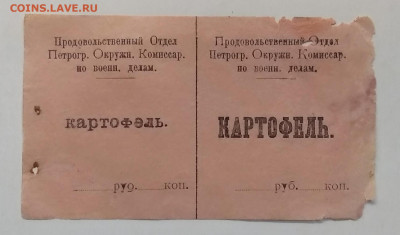 COINS.LAVE.RU
Продовольственный Отдел
Петрогр. Окружн. Комиссар.
по военн. делам.
картофель.
руб. коп.
Продовольственный Отдел
Петрогр. Окружн. Комиссар.
по военн. делам.
КАРТОФЕЛЬ.
руб. коп.